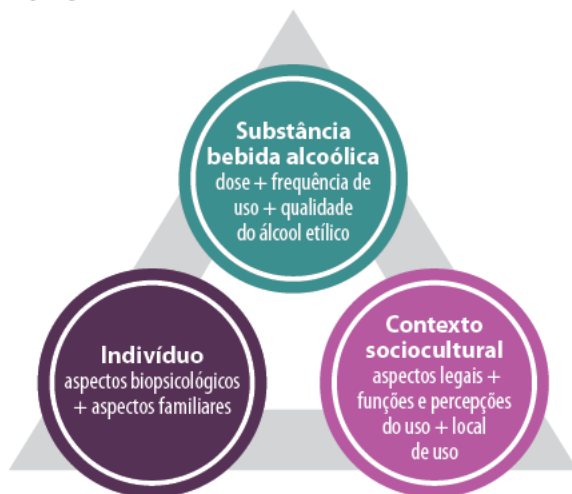 Substância
bebida alcoólica
dose + frequência de
uso + qualidade
do álcool etílico
Indivíduo
aspectos biopsicológicos
+ aspectos familiares
Contexto
sociocultural
aspectos legais +
funções e percepções
do uso + local
de uso